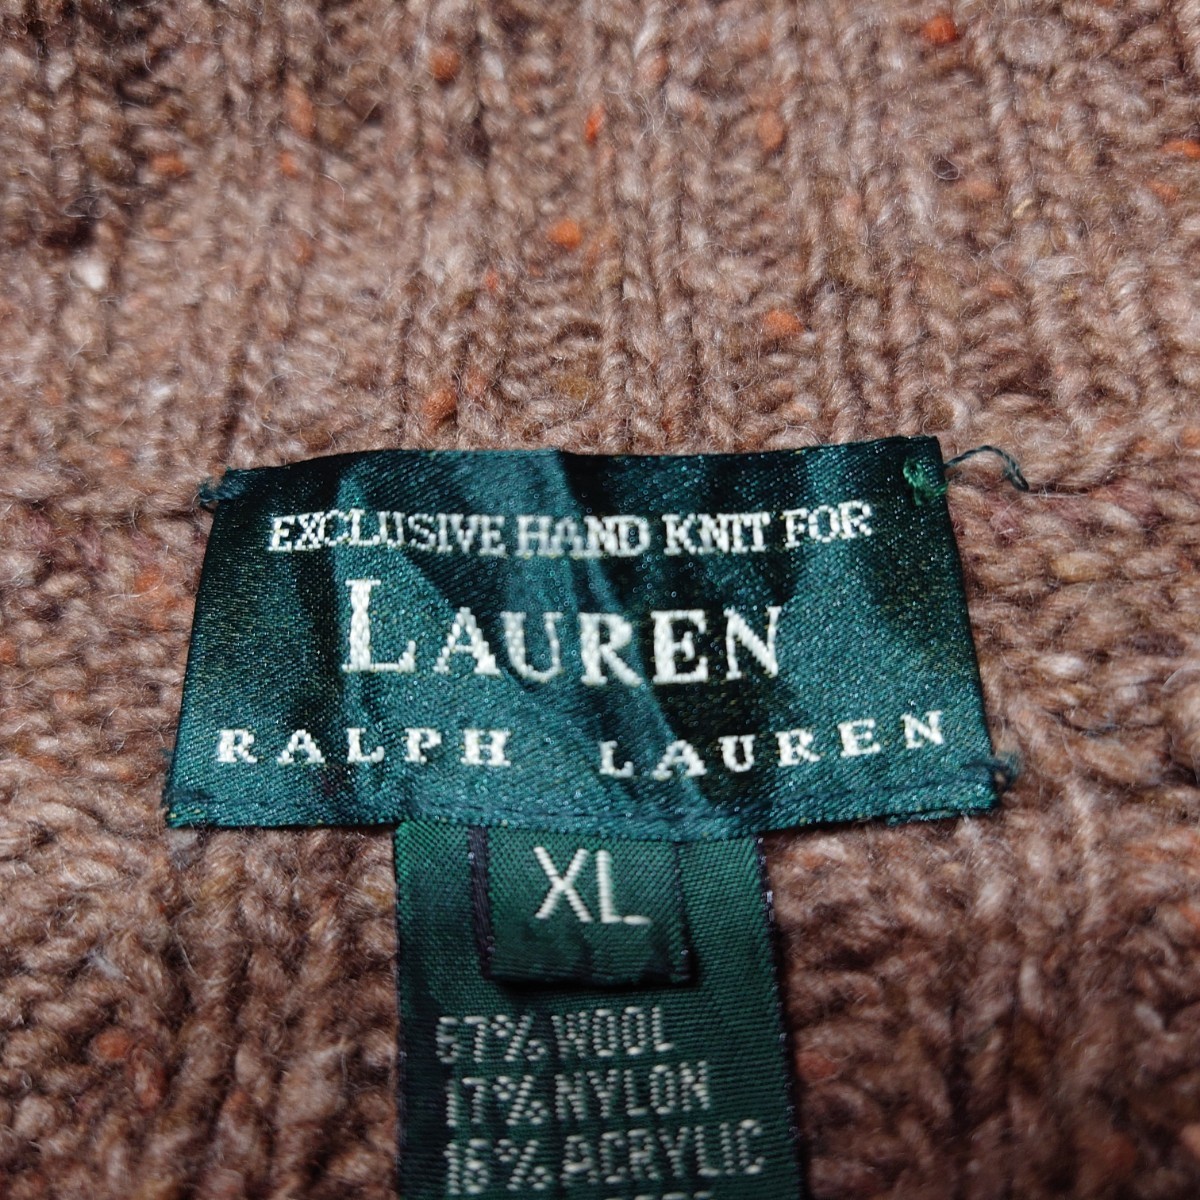 EXCLUSIVE HAND KNIT FOR
LAUREN
RALPH LAUREN
XL
67% WOOL
17% NYLON
16% ACRYLIC